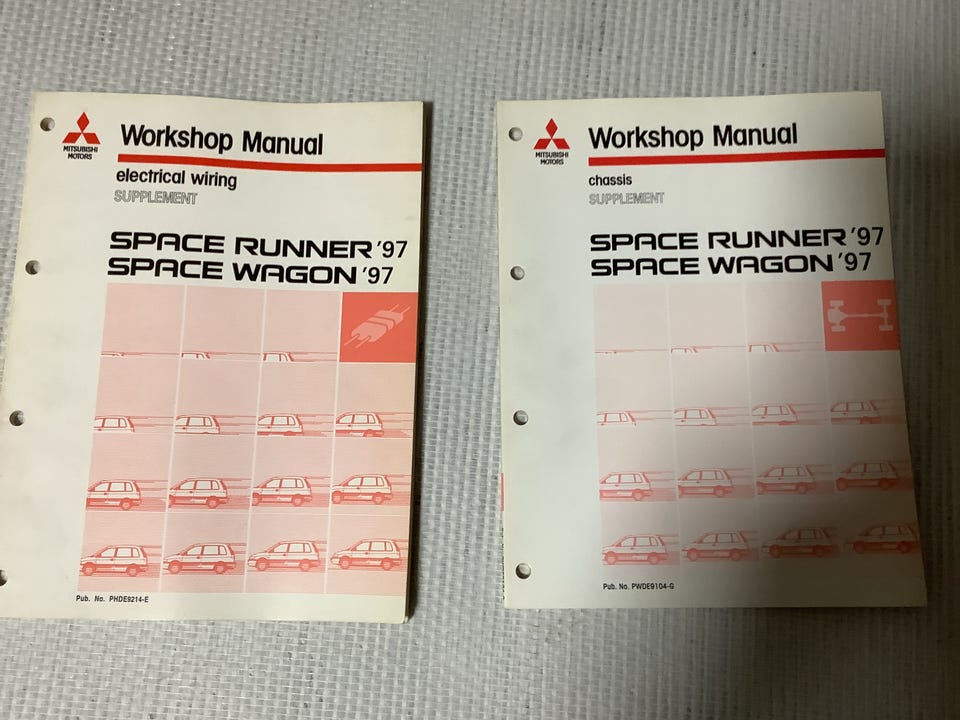 MITSUBISHI
MOTORS
Workshop Manual
electrical wiring
SUPPLEMENT
SPACE RUNNER '97
SPACE WAGON '97
Pub. No. PHDE9214-E
MITSUBISHI
MOTORS
Workshop Manual
chassis
SUPPLEMENT
SPACE RUNNER '97
SPACE WAGON '97
Pub. No. PWDE9104-G